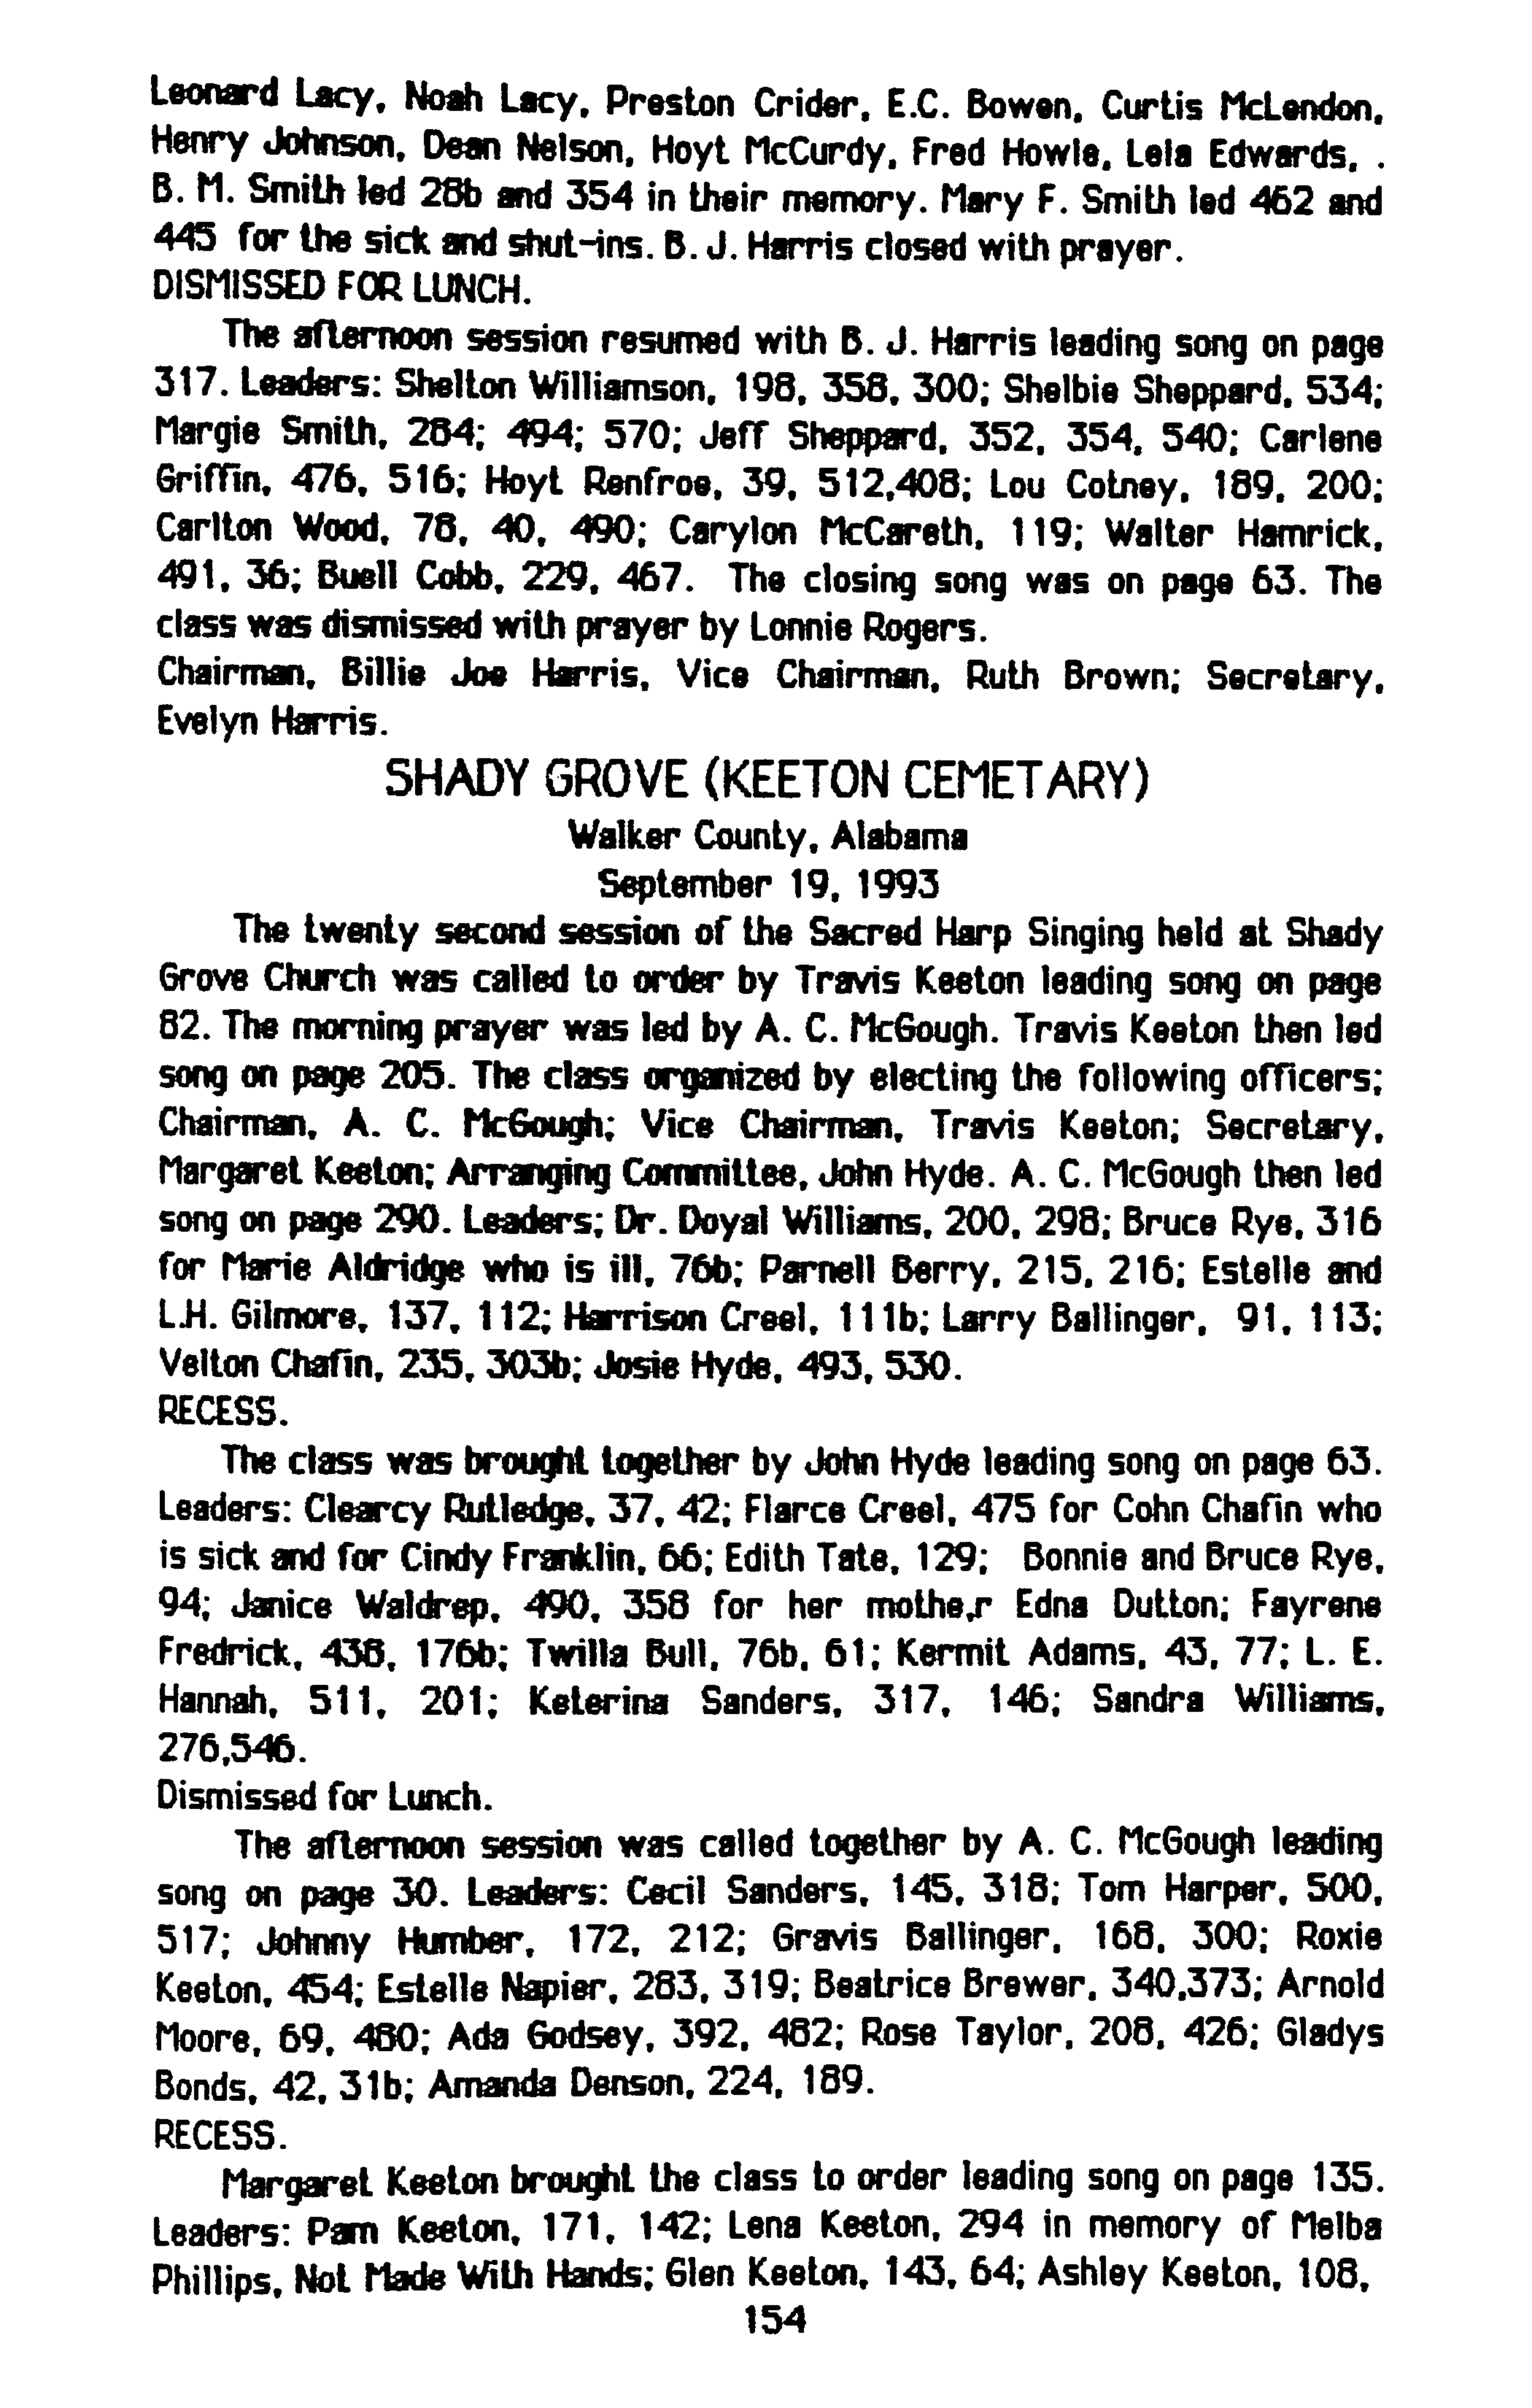 Leonard Lacy, Noah Lacy, Preston Crider, E.C. Bowen, Curtis McLendon,
Henry Johnson, Dean Nelson, Hoyt McCurdy, Fred Howle, Lela Edwards, .
B. M. Smith led 28b and 354 in their memory. Mary F. Smith led 462 and
445 for the sick and shut-ins. B. J. Harris closed with prayer.
DISMISSED FOR LUNCH.
The afternoon session resumed with B. J. Harris leading song on page
317. Leaders: Shelton Williamson, 198, 358, 300; Shelbie Sheppard, 534;
Margie Smith, 284; 494; 570; Jeff Sheppard, 352, 354, 540; Carlene
Griffin, 476, 516; Hoyt Renfroe, 39, 512,408; Lou Cotney, 189, 200;
Carlton Wood, 78, 40, 490; Carylon McCareth, 119; Walter Hamrick,
491, 36; Buell Cobb, 229, 467. The closing song was on page 63. The
class was dismissed with prayer by Lonnie Rogers.
Chairman, Billie Joe Harris, Vice Chairman, Ruth Brown; Secretary,
Evelyn Harris.
SHADY GROVE (KEETON CEMETARY)
Walker County, Alabama
September 19, 1993
The twenty second session of the Sacred Harp Singing held at Shady
Grove Church was called to order by Travis Keeton leading song on page
82. The morning prayer was led by A. C. McGough. Travis Keeton then led
song on page 205. The class organized by electing the following officers;
Chairman, A. C. McGough; Vice Chairman, Travis Keeton; Secretary,
Margaret Keeton; Arranging Committee, John Hyde. A. C. McGough then led
song on page 290. Leaders; Dr. Doyal Williams, 200, 298; Bruce Rye, 316
for Marie Aldridge who is ill, 76b; Parnell Berry, 215, 216; Estelle and
L.H. Gilmore, 137, 112; Harrison Creel, 111b; Larry Ballinger, 91, 113;
Velton Chafin, 235, 303b; Josie Hyde, 493, 530.
RECESS.
The class was brought together by John Hyde leading song on page 63.
Leaders: Clearcy Rutledge, 37, 42; Flarce Creel, 475 for Cohn Chafin who
is sick and for Cindy Franklin, 66; Edith Tate, 129; Bonnie and Bruce Rye,
94; Janice Waldrep, 490, 358 for her mothe,r Edna Dutton; Fayrene
Fredrick, 438, 176b; Twilla Bull, 76b, 61; Kermit Adams, 43, 77; L. E.
Hannah, 511, 201; Keterina Sanders, 317, 146; Sandra Williams,
276,546.
Dismissed for Lunch.
The afternoon session was called together by A. C. McGough leading
song on page 30. Leaders: Cecil Sanders, 145, 318; Tom Harper, 500,
517; Johnny Humber, 172, 212; Gravis Ballinger, 168, 300; Roxie
Keeton, 454; Estelle Napier, 283, 319; Beatrice Brewer, 340,373; Arnold
Moore, 69, 480; Ada Godsey, 392, 482; Rose Taylor, 208, 426; Gladys
Bonds, 42, 31b; Amanda Denson, 224, 189.
RECESS.
Margaret Keeton brought the class to order leading song on page 135.
Leaders: Pam Keeton, 171, 142; Lena Keeton, 294 in memory of Melba
Phillips, Not Made With Hands; Glen Keeton, 143, 64; Ashley Keeton, 108,
154